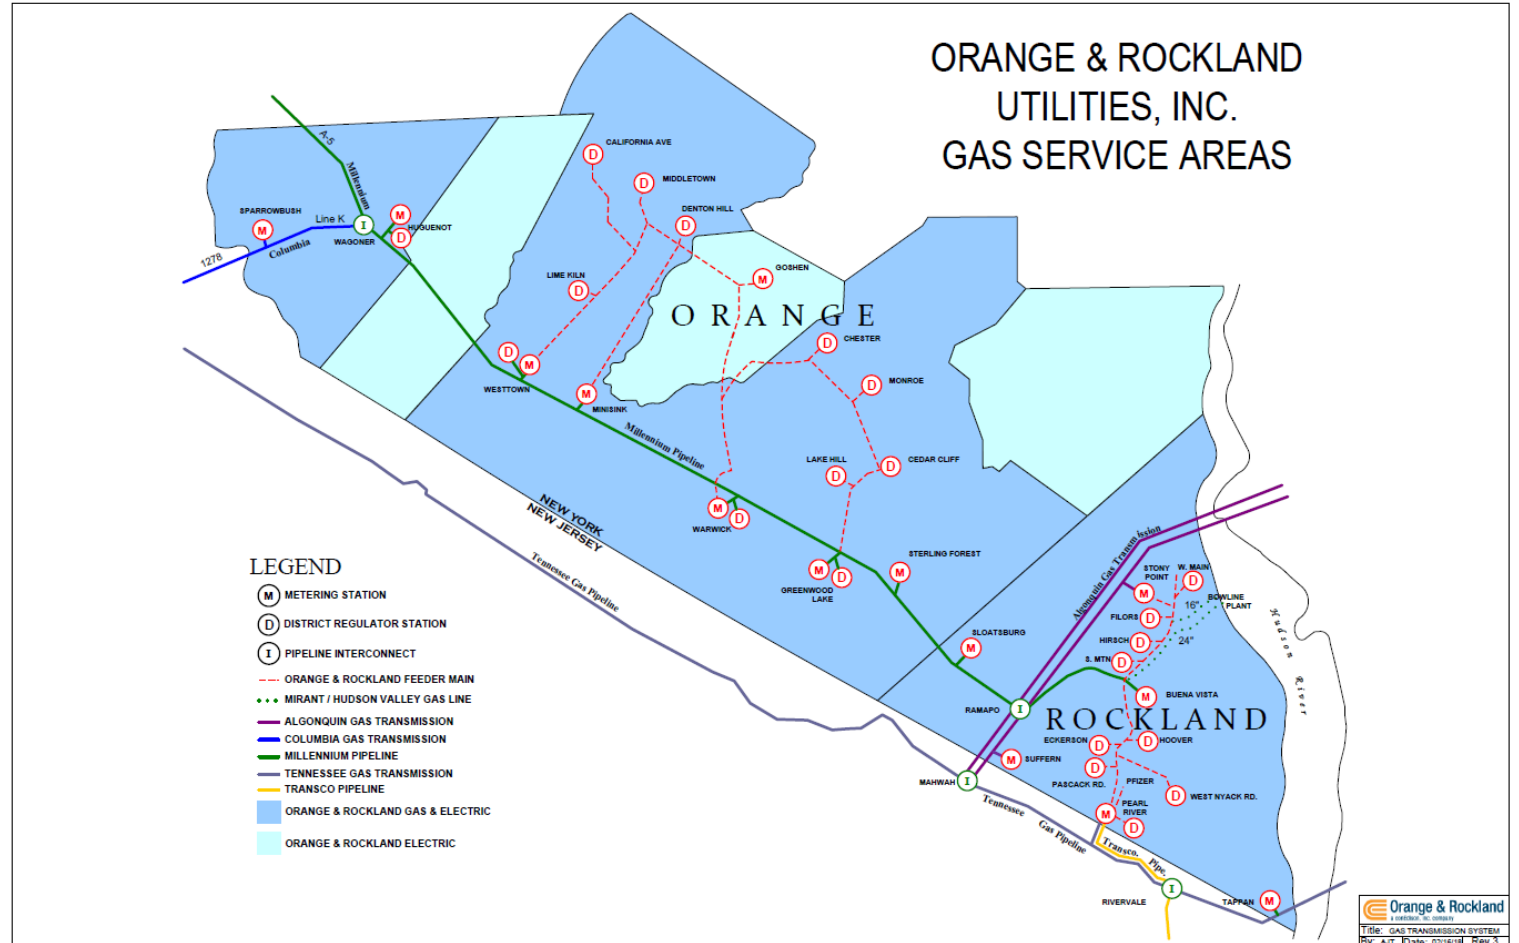 ORANGE & ROCKLAND
UTILITIES, INC.
GAS SERVICE AREAS
A-5
Millennium
SPARROWBUSH
M
Line K
I
WAGONER
M
HUGUENOT
D
1278
Columbia
CALIFORNIA AVE
D
MIDDLETOWN
D
DENTON HILL
D
LIME KILN
D
GOSHEN
M
ORANGE
CHESTER
D
MONROE
D
D
M
WESTTOWN
M
MINISINK
Millennium Pipeline
LAKE HILL
D
CEDAR CLIFF
D
M
D
WARWICK
NEW YORK
NEW JERSEY
Tennessee Gas Pipeline
STERLING FOREST
M
M
D
GREENWOOD
LAKE
SLOATSBURG
M
Algonquin Gas Transmission
STONY
POINT
M
W. MAIN
D
16"
BOWLINE
PLANT
FILORS
D
HIRSCH
D
24"
S. MTN
D
Hudson River
BUENA VISTA
M
RAMAPO
I
ROCKLAND
ECKERSON
D
D
HOOVER
SUFFERN
M
PASCACK RD.
D
PFIZER
WEST NYACK RD.
D
MAHWAH
I
PEARL
RIVER
M
D
Tennessee Gas Pipeline
Transco. Pipe.
RIVERVALE
I
TAPPAN
M
LEGEND
M METERING STATION
D DISTRICT REGULATOR STATION
I PIPELINE INTERCONNECT
ORANGE & ROCKLAND FEEDER MAIN
MIRANT / HUDSON VALLEY GAS LINE
ALGONQUIN GAS TRANSMISSION
COLUMBIA GAS TRANSMISSION
MILLENNIUM PIPELINE
TENNESSEE GAS TRANSMISSION
TRANSCO PIPELINE
ORANGE & ROCKLAND GAS & ELECTRIC
ORANGE & ROCKLAND ELECTRIC
Orange & Rockland
Title: GAS TRANSMISSION SYSTEM
By: AJT Date: Rev 3